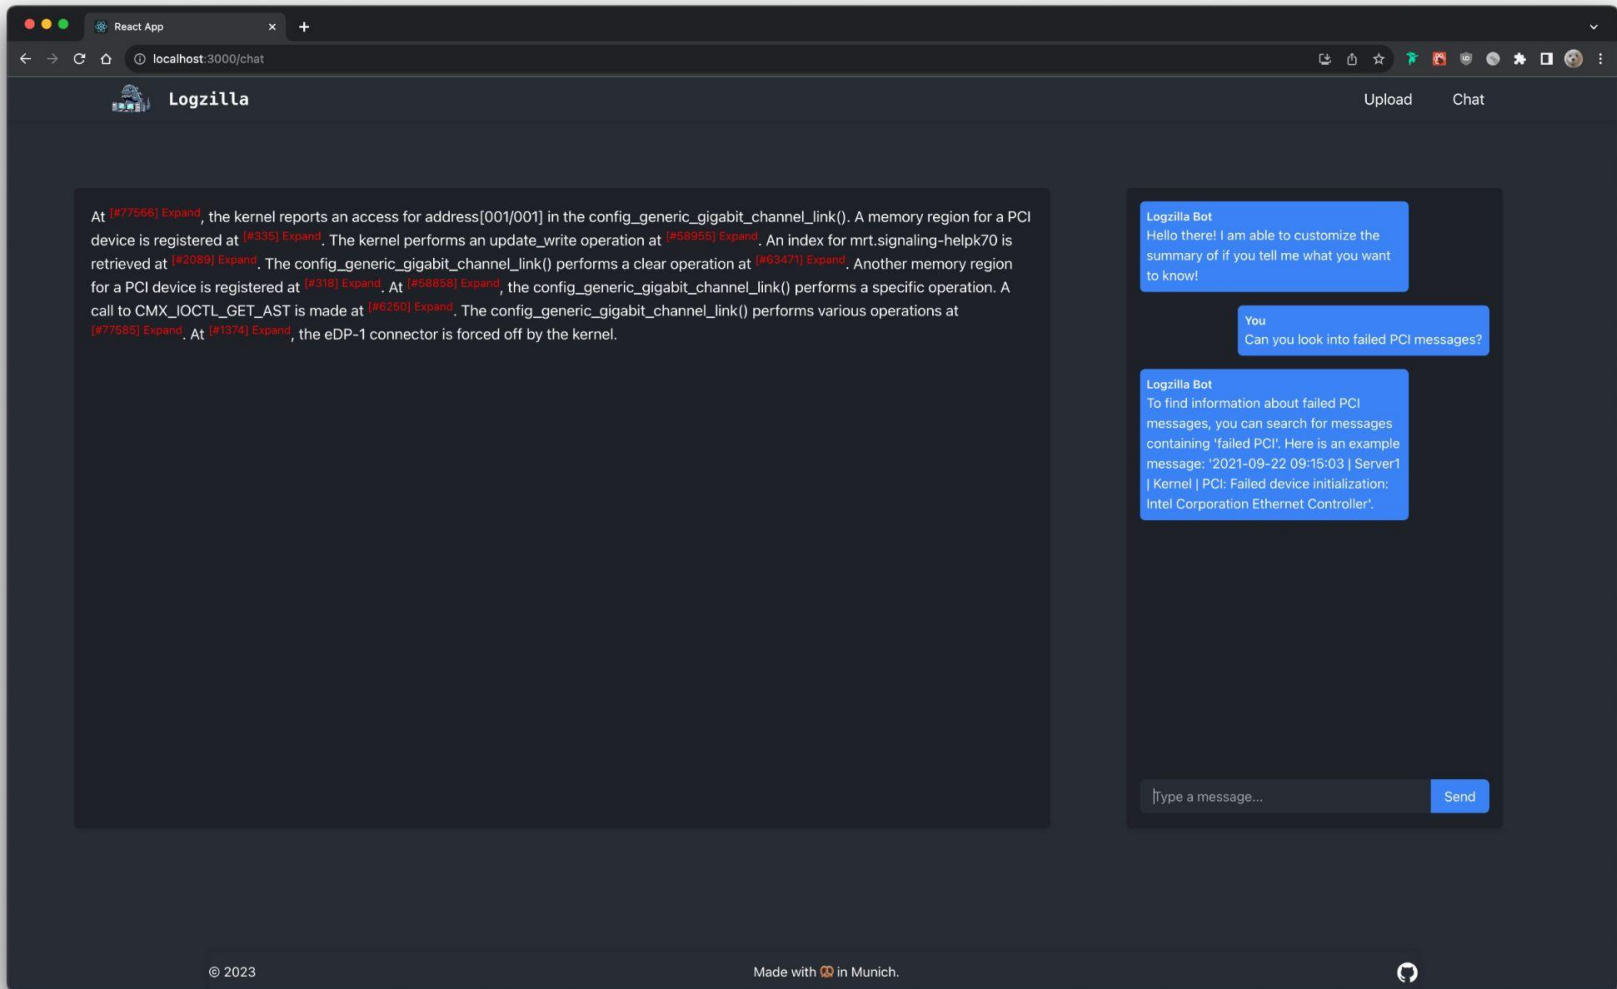 React App
localhost:3000/chat
Logzilla
Upload
Chat
At [#77566] Expand, the kernel reports an access for address[001/001] in the config_generic_gigabit_channel_link(). A memory region for a PCI
device is registered at [#335] Expand. The kernel performs an update_write operation at [#58955] Expand. An index for mrt.signaling-helpk70 is
retrieved at [#2089] Expand. The config_generic_gigabit_channel_link() performs a clear operation at [#63471] Expand. Another memory region
for a PCI device is registered at [#318] Expand. At [#58858] Expand, the config_generic_gigabit_channel_link() performs a specific operation. A
call to CMX_IOCTL_GET_AST is made at [#6250] Expand. The config_generic_gigabit_channel_link() performs various operations at
[#77585] Expand. At [#1374] Expand, the eDP-1 connector is forced off by the kernel.
Logzilla Bot
Hello there! I am able to customize the
summary of if you tell me what you want
to know!
You
Can you look into failed PCI messages?
Logzilla Bot
To find information about failed PCI
messages, you can search for messages
containing 'failed PCI'. Here is an example
message: '2021-09-22 09:15:03 | Server1
| Kernel | PCI: Failed device initialization:
Intel Corporation Ethernet Controller'.
Type a message...
Send
© 2023
Made with 🥨 in Munich.